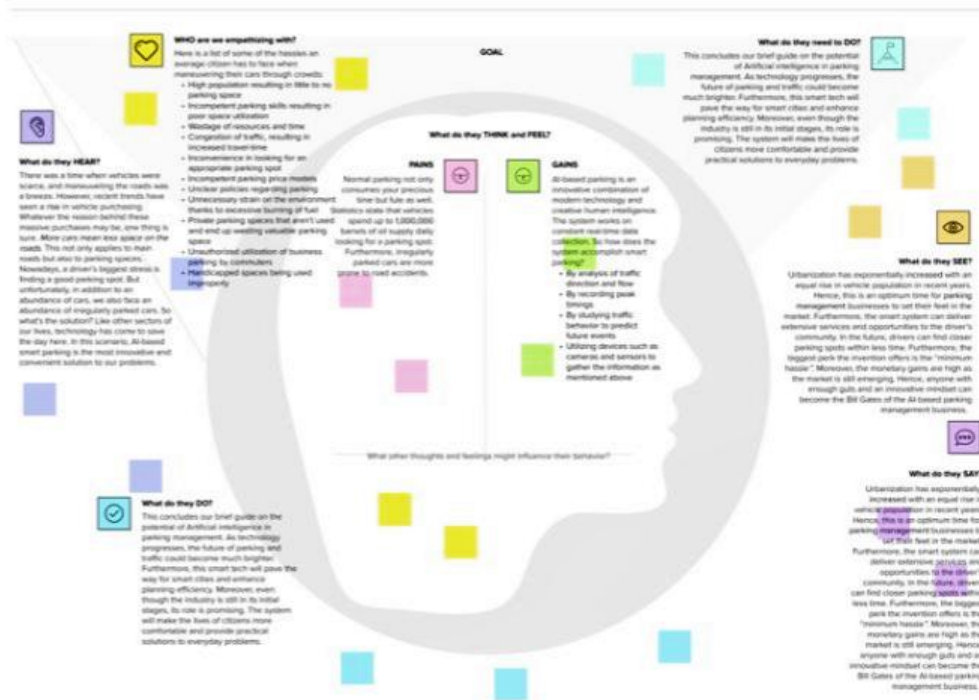 WHO are we empathizing with?
Here is a list of some of the hassles an
average citizen has to face when
maneuvering their cars through crowds:
• High population resulting in little to no
parking space
• Incompetent parking skills resulting in
poor space utilization
• Wastage of resources and time
• Congestion of traffic, resulting in
increased travel-time
• Inconvenience in looking for an
appropriate parking spot
• Incompetent parking price models
• Unclear policies regarding parking
• Unnecessary strain on the environment
thanks to excessive burning of fuel
• Private parking spaces that aren't used
and end up wasting valuable parking
space
• Unauthorized utilization of business
parking by commuters
• Handicapped spaces being used
improperly
GOAL
What do they need to DO?
This concludes our brief guide on the potential
of Artificial intelligence in parking
management. As technology progresses, the
future of parking and traffic could become
much brighter. Furthermore, this smart tech will
pave the way for smart cities and enhance
planning efficiency. Moreover, even though the
industry is still in its initial stages, its role is
promising. The system will make the lives of
citizens more comfortable and provide
practical solutions to everyday problems.
What do they HEAR?
There was a time when vehicles were
scarce, and maneuvering the roads was
a breeze. However, recent trends have
seen a rise in vehicle purchasing.
Whatever the reason behind these
massive purchases may be, one thing is
sure. More cars mean less space on the
roads. This not only applies to main
roads but also to parking spaces.
Nowadays, a driver's biggest stress is
finding a good parking spot. But
unfortunately, in addition to an
abundance of cars, we also face an
abundance of irregularly parked cars. So
what's the solution? Like other sectors of
our lives, technology has come to save
the day here. In this scenario, AI-based
smart parking is the most innovative and
convenient solution to our problems.
What do they THINK and FEEL?
PAINS
Normal parking not only
consumes your precious
time but fule as well.
Statistics state that vehicles
spend up to 1,000,000
barrels of oil supply daily
looking for a parking spot.
Furthermore, irregularly
parked cars are more
prone to road accidents.
GAINS
AI-based parking is an
innovative combination of
modern technology and
creative human intelligence.
The system works on
constant real-time data
collection. So how does the
system accomplish smart
parking?
• By analysis of traffic
direction and flow
• By recording peak
timings
• By studying traffic
behavior to predict
future events
• Utilizing devices such as
cameras and sensors to
gather the information as
mentioned above
What other thoughts and feelings might influence their behavior?
What do they SEE?
Urbanization has exponentially increased with an
equal rise in vehicle population in recent years.
Hence, this is an optimum time for parking
management businesses to set their feet in the
market. Furthermore, the smart system can deliver
extensive services and opportunities to the driver's
community. In the future, drivers can find closer
parking spots within less time. Furthermore, the
biggest perk the invention offers is the "minimum
hassle". Moreover, the monetary gains are high as
the market is still emerging. Hence, anyone with
enough guts and an innovative mindset can
become the Bill Gates of the AI-based parking
management business.
What do they DO?
This concludes our brief guide on the
potential of Artificial intelligence in
parking management. As technology
progresses, the future of parking and
traffic could become much brighter.
Furthermore, this smart tech will pave the
way for smart cities and enhance
planning efficiency. Moreover, even
though the industry is still in its initial
stages, its role is promising. The system
will make the lives of citizens more
comfortable and provide practical
solutions to everyday problems.
What do they SAY
Urbanization has exponentially
increased with an equal rise in
vehicle population in recent years
Hence, this is an optimum time for
parking management businesses
set their feet in the market
Furthermore, the smart system can
deliver extensive services and
opportunities to the driver's
community. In the future,
can find closer parking spots
less time. Furthermore, the biggest
perk the invention offers is the
"minimum hassle". Moreover, the
monetary gains are high as the
market is still emerging. Hence,
anyone with enough guts and an
innovative mindset can become the
Bill Gates of the AI-based parking
management business.